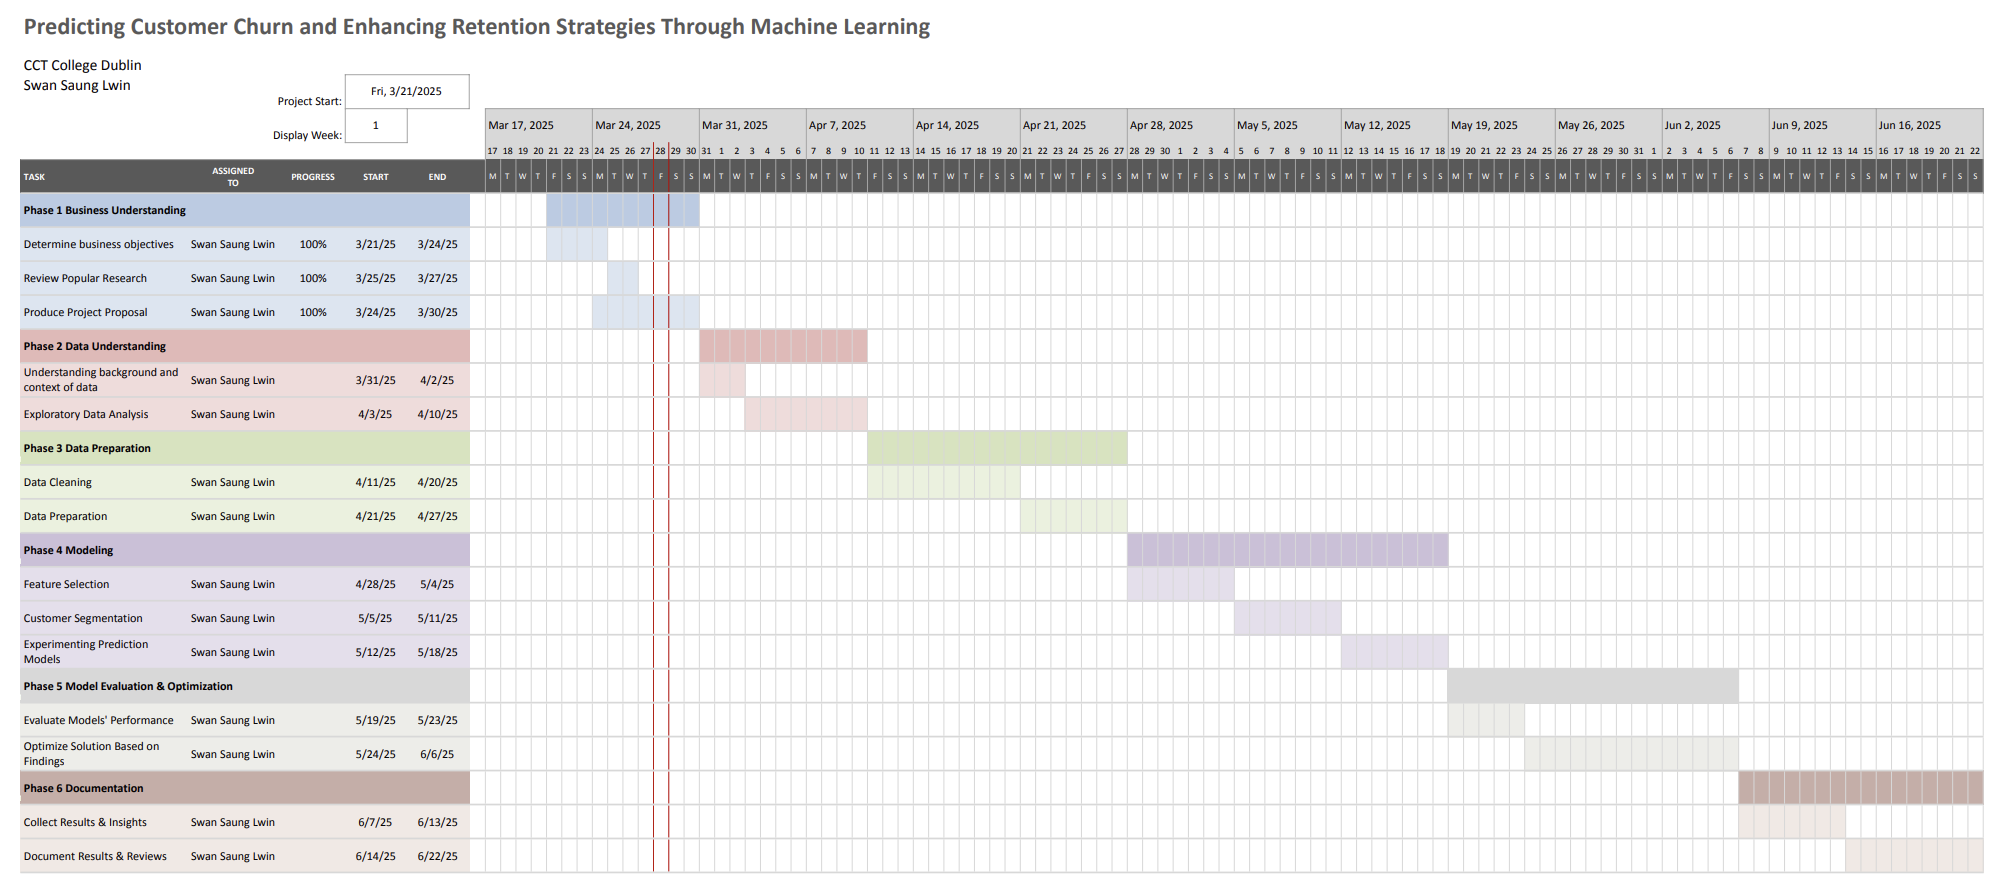 Predicting Customer Churn and Enhancing Retention Strategies Through Machine Learning
CCT College Dublin
Swan Saung Lwin
Project Start: Fri, 3/21/2025
Display Week: 1
Mar 17, 2025 Mar 24, 2025 Mar 31, 2025 Apr 7, 2025 Apr 14, 2025 Apr 21, 2025 Apr 28, 2025 May 5, 2025 May 12, 2025 May 19, 2025 May 26, 2025 Jun 2, 2025 Jun 9, 2025 Jun 16, 2025
17 18 19 20 21 22 23 24 25 26 27 28 29 30 31 1 2 3 4 5 6 7 8 9 10 11 12 13 14 15 16 17 18 19 20 21 22 23 24 25 26 27 28 29 30 1 2 3 4 5 6 7 8 9 10 11 12 13 14 15 16 17 18 19 20 21 22 23 24 25 26 27 28 29 30 31 1 2 3 4 5 6 7 8 9 10 11 12 13 14 15 16 17 18 19 20 21 22
TASK ASSIGNED TO PROGRESS START END M T W T F S S M T W T F S S M T W T F S S M T W T F S S M T W T F S S M T W T F S S M T W T F S S M T W T F S S M T W T F S S M T W T F S S M T W T F S S M T W T F S S M T W T F S S M T W T F S S
Phase 1 Business Understanding
Determine business objectives Swan Saung Lwin 100% 3/21/25 3/24/25
Review Popular Research Swan Saung Lwin 100% 3/25/25 3/27/25
Produce Project Proposal Swan Saung Lwin 100% 3/24/25 3/30/25
Phase 2 Data Understanding
Understanding background and
context of data Swan Saung Lwin 3/31/25 4/2/25
Exploratory Data Analysis Swan Saung Lwin 4/3/25 4/10/25
Phase 3 Data Preparation
Data Cleaning Swan Saung Lwin 4/11/25 4/20/25
Data Preparation Swan Saung Lwin 4/21/25 4/27/25
Phase 4 Modeling
Feature Selection Swan Saung Lwin 4/28/25 5/4/25
Customer Segmentation Swan Saung Lwin 5/5/25 5/11/25
Experimenting Prediction
Models Swan Saung Lwin 5/12/25 5/18/25
Phase 5 Model Evaluation & Optimization
Evaluate Models' Performance Swan Saung Lwin 5/19/25 5/23/25
Optimize Solution Based on
Findings Swan Saung Lwin 5/24/25 6/6/25
Phase 6 Documentation
Collect Results & Insights Swan Saung Lwin 6/7/25 6/13/25
Document Results & Reviews Swan Saung Lwin 6/14/25 6/22/25